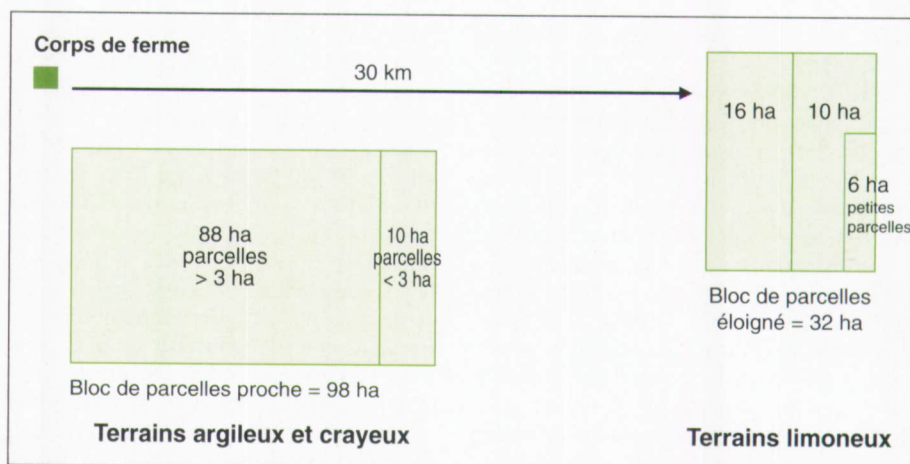 Corps de ferme
30 km
16 ha
10 ha
6 ha
petites
parcelles
88 ha
parcelles
> 3 ha
10 ha
parcelles
< 3 ha
Bloc de parcelles
éloigné = 32 ha
Bloc de parcelles proche = 98 ha
Terrains argileux et crayeux
Terrains limoneux